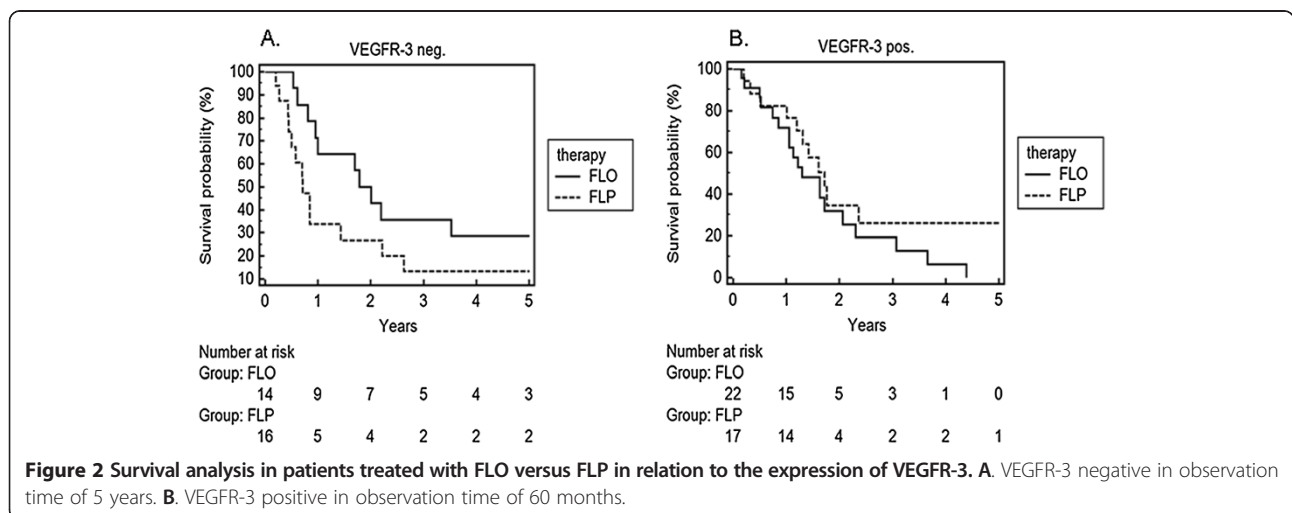 A.
VEGFR-3 neg.
Survival probability (%)
100
90
80
70
60
50
40
30
20
10
0 1 2 3 4 5
Years
therapy
FLO
FLP
Number at risk
Group: FLO
14 9 7 5 4 3
Group: FLP
16 5 4 2 2 2
B.
VEGFR-3 pos.
Survival probability (%)
100
80
60
40
20
0
0 1 2 3 4 5
Years
therapy
FLO
FLP
Number at risk
Group: FLO
22 15 5 3 1 0
Group: FLP
17 14 4 2 2 1
Figure 2 Survival analysis in patients treated with FLO versus FLP in relation to the expression of VEGFR-3. A. VEGFR-3 negative in observation
time of 5 years. B. VEGFR-3 positive in observation time of 60 months.